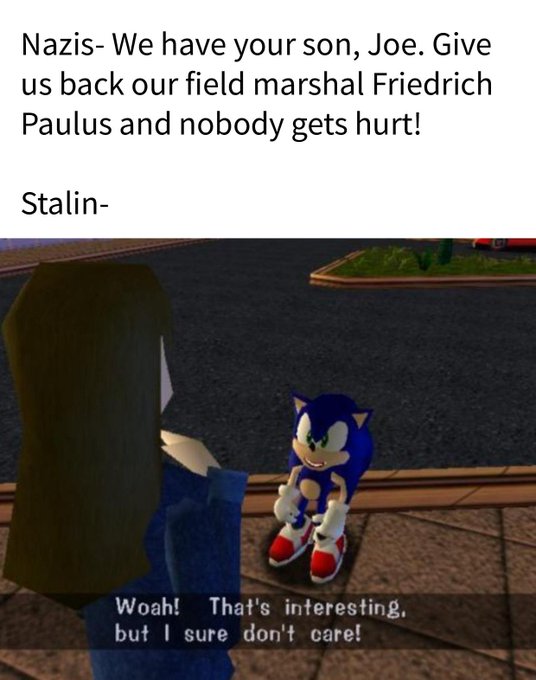 Nazis- We have your son, Joe. Give
us back our field marshal Friedrich
Paulus and nobody gets hurt!
Stalin-
Woah! That's interesting,
but I sure don't care!